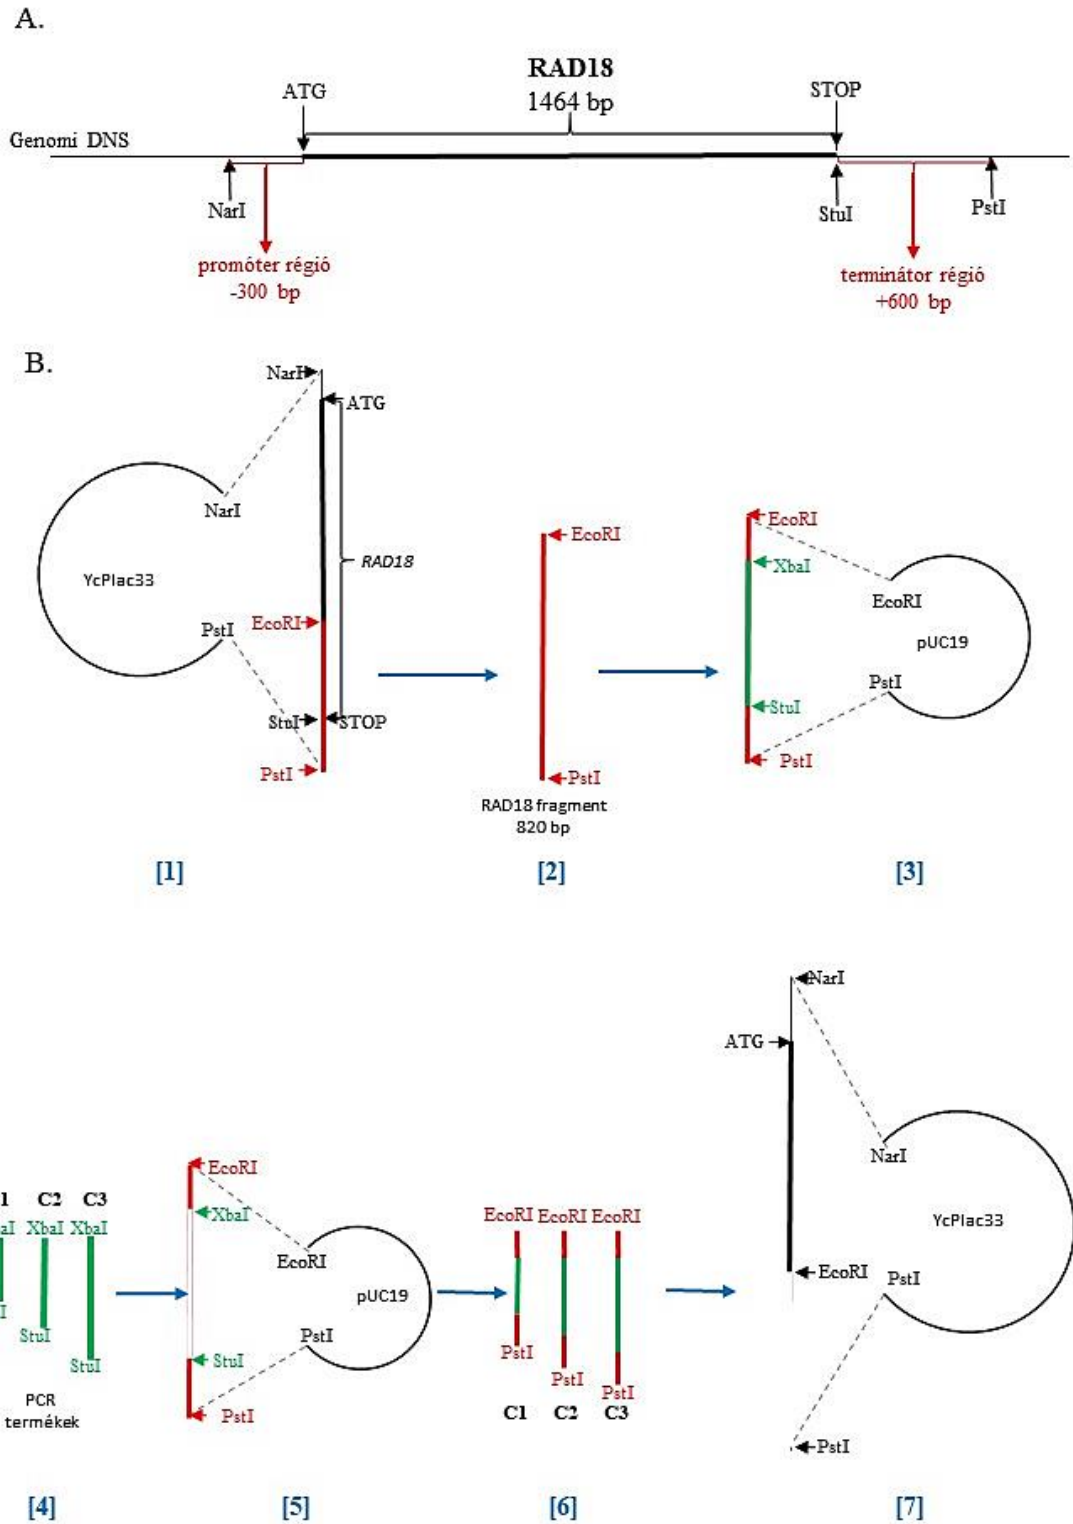 A.
RAD18
1464 bp
ATG
STOP
Genomi DNS
NarI
StuI
PstI
promóter régió
-300 bp
terminátor régió
+600 bp
B.
NarI
ATG
NarI
YcPlac33
RAD18
PstI
EcoRI
StuI
STOP
PstI
EcoRI
PstI
RAD18 fragment
820 bp
EcoRI
XbaI
EcoRI
pUC19
PstI
StuI
PstI
[1]
[2]
[3]
1 C2 C3
aI XbaI XbaI
I
StuI
StuI
PCR
termékek
EcoRI
XbaI
EcoRI
pUC19
PstI
StuI
PstI
EcoRI EcoRI EcoRI
PstI
PstI
PstI
C1 C2 C3
NarI
ATG
NarI
YcPlac33
EcoRI
PstI
PstI
[4]
[5]
[6]
[7]